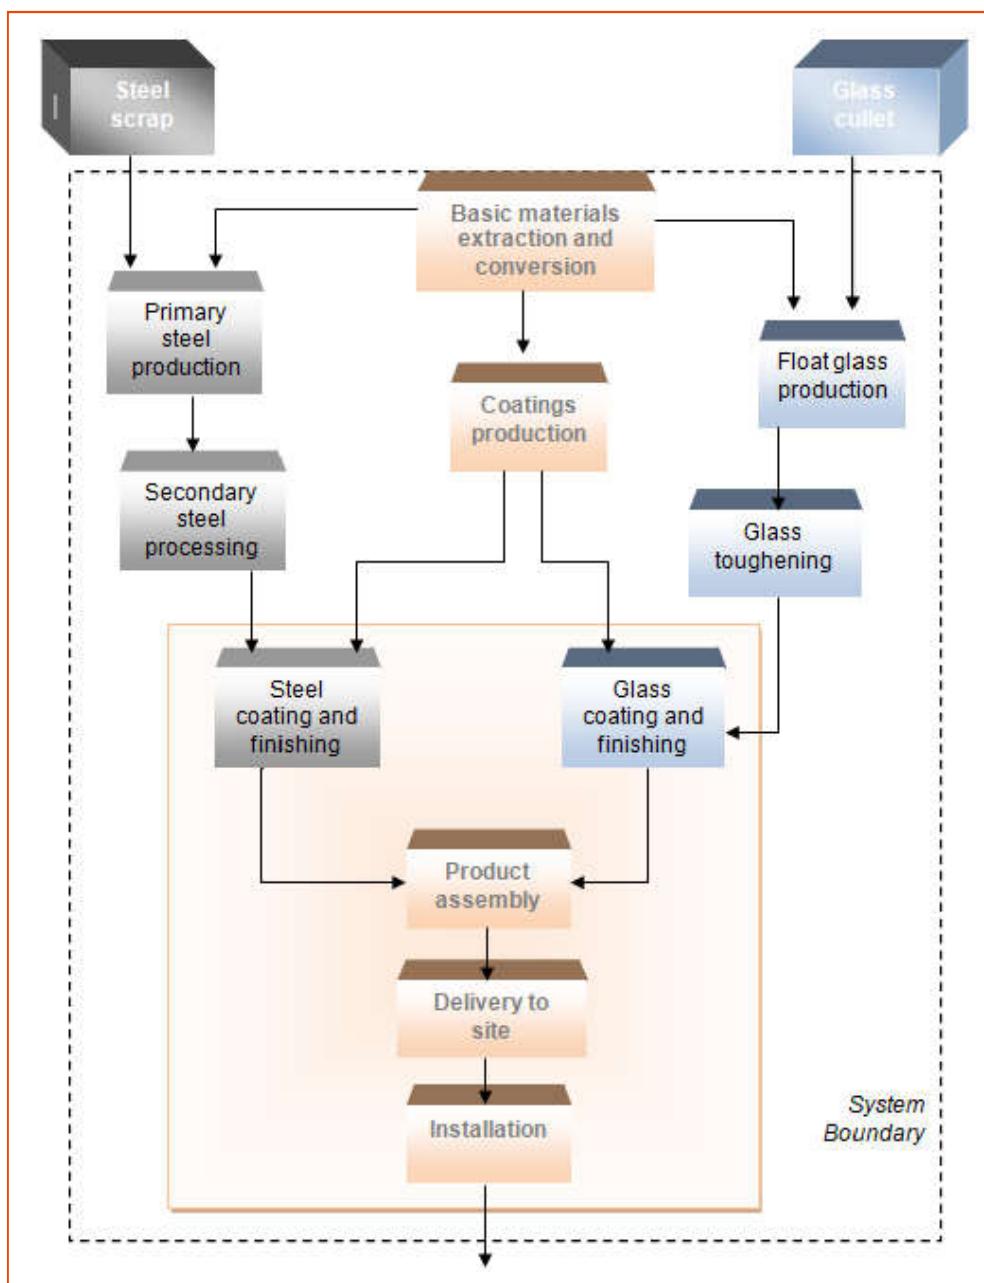 Steel
scrap
Glass
cullet
Basic materials
extraction and
conversion
Primary
steel
production
Float glass
production
Coatings
production
Secondary
steel
processing
Glass
toughening
Steel
coating and
finishing
Glass
coating and
finishing
Product
assembly
Delivery to
site
Installation
System
Boundary